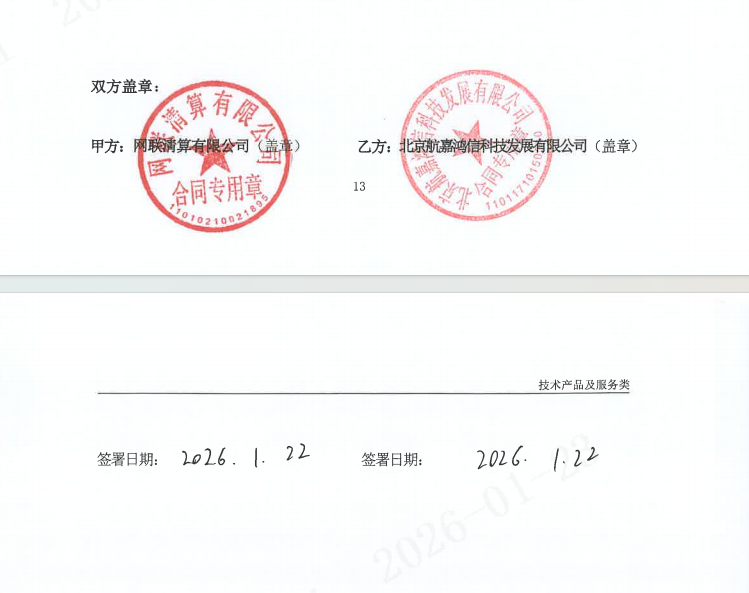 双方盖章：
甲方：网联清算有限公司（盖章） 乙方：北京航嘉鸿信科技发展有限公司（盖章）
网联清算有限公司
合同专用章
11010210021895
北京航嘉鸿信科技发展有限公司
合同专用章
13
技术产品及服务类
签署日期： 2026. 1. 22 签署日期： 2026. 1.22
2026-01-22